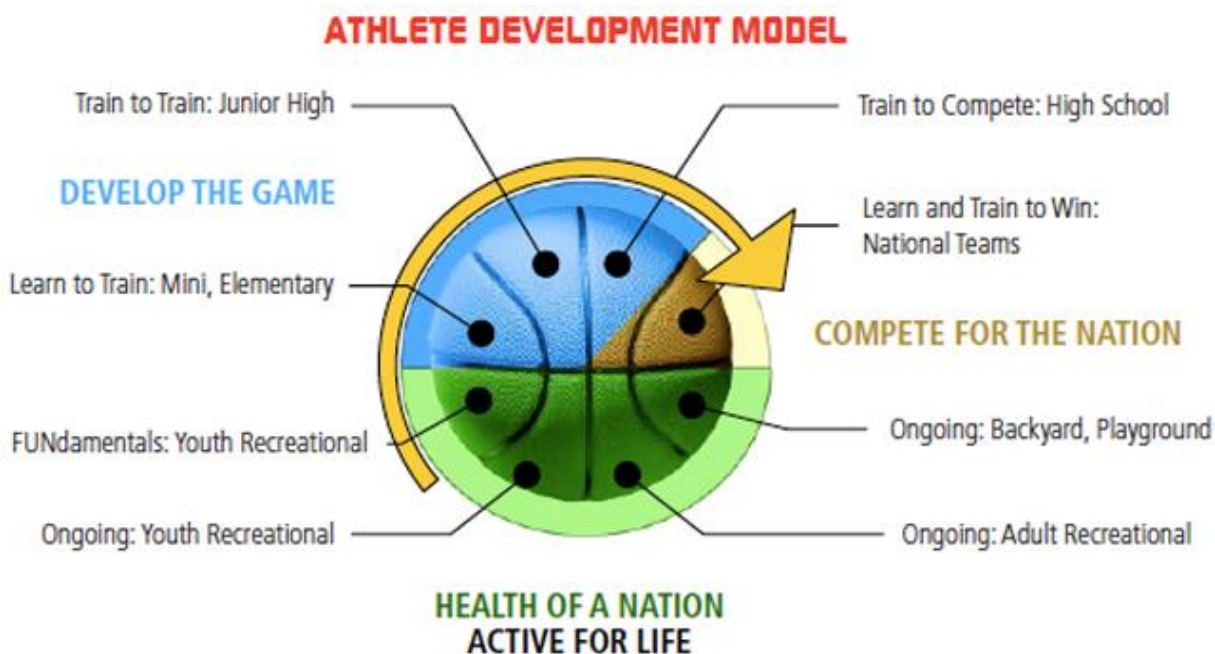 ATHLETE DEVELOPMENT MODEL
Train to Train: Junior High
Train to Compete: High School
DEVELOP THE GAME
Learn and Train to Win:
National Teams
Learn to Train: Mini, Elementary
COMPETE FOR THE NATION
FUNdamentals: Youth Recreational
Ongoing: Backyard, Playground
Ongoing: Youth Recreational
Ongoing: Adult Recreational
HEALTH OF A NATION
ACTIVE FOR LIFE